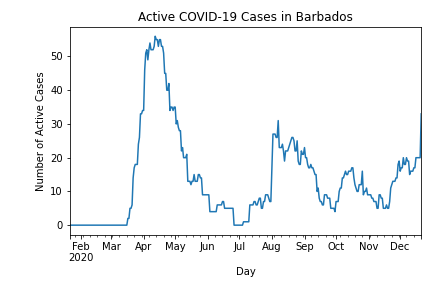 Active COVID-19 Cases in Barbados
Number of Active Cases
50
40
30
20
10
0
Feb Mar Apr May Jun Jul Aug Sep Oct Nov Dec
2020
Day